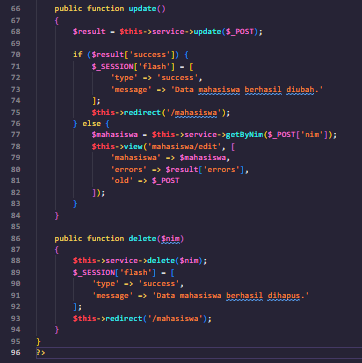 66 public function update()
67 {
68 $result = $this->service->update($_POST);
69
70 if ($result['success']) {
71 $_SESSION['flash'] = [
72 'type' => 'success',
73 'message' => 'Data mahasiswa berhasil diubah.'
74 ];
75 $this->redirect('/mahasiswa');
76 } else {
77 $mahasiswa = $this->service->getByNim($_POST['nim']);
78 $this->view('mahasiswa/edit', [
79 'mahasiswa' => $mahasiswa,
80 'errors' => $result['errors'],
81 'old' => $_POST
82 ]);
83 }
84 }
85
86 public function delete($nim)
87 {
88 $this->service->delete($nim);
89 $_SESSION['flash'] = [
90 'type' => 'success',
91 'message' => 'Data mahasiswa berhasil dihapus.'
92 ];
93 $this->redirect('/mahasiswa');
94 }
95 }
96 ?>